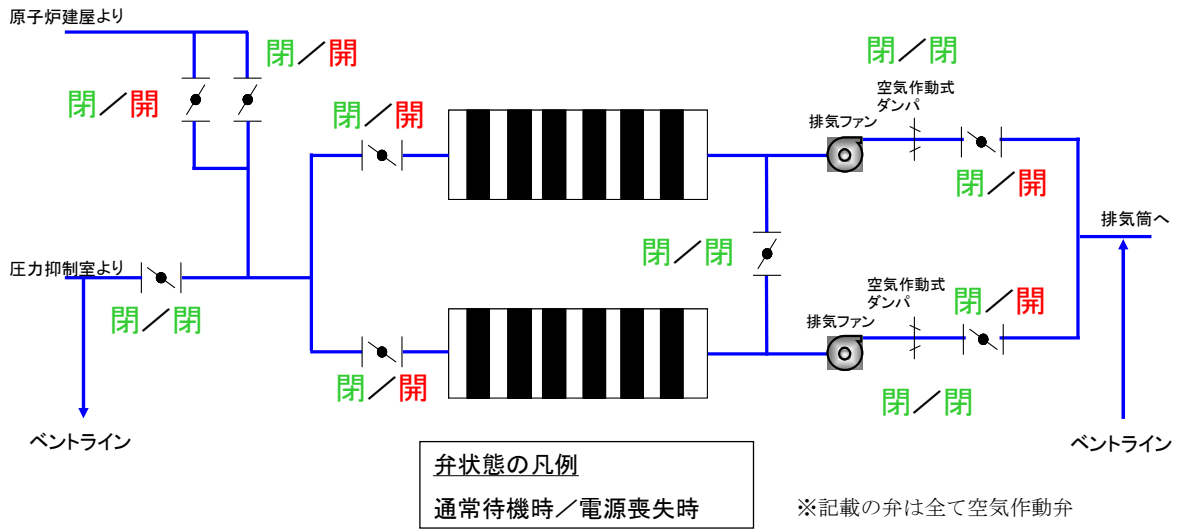 原子炉建屋より
閉／開
閉／開
閉／開
閉／閉
空気作動式
ダンパ
排気ファン
閉／開
排気筒へ
閉／閉
圧力抑制室より
閉／閉
空気作動式
ダンパ
排気ファン
閉／開
閉／開
閉／閉
ベントライン
ベントライン
弁状態の凡例
通常待機時／電源喪失時
※記載の弁は全て空気作動弁